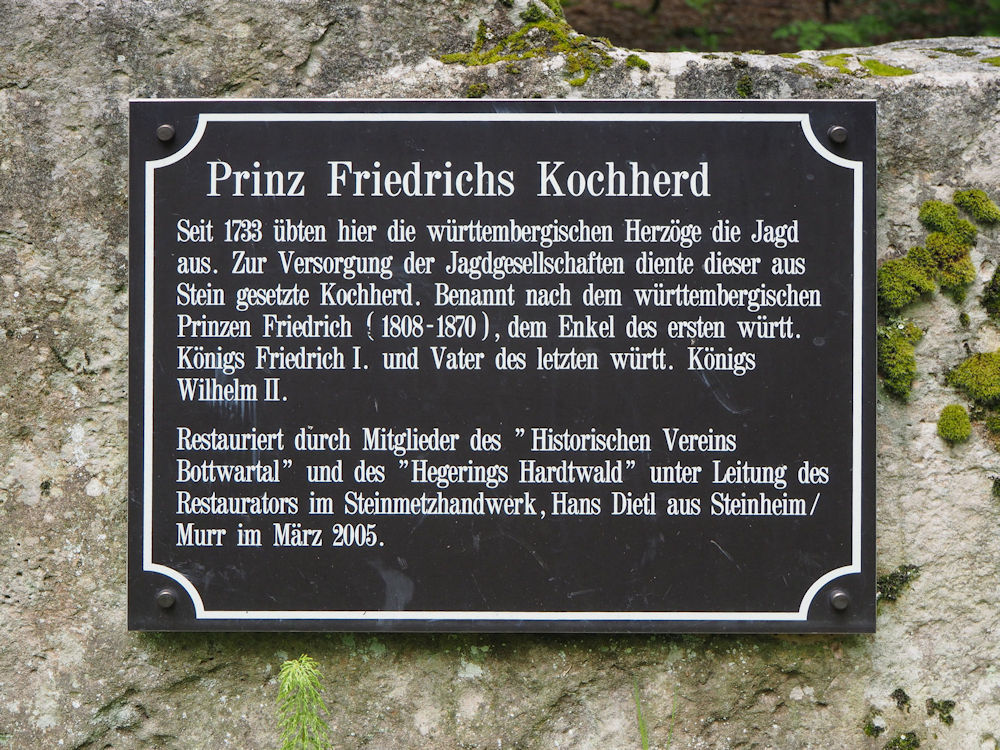 Prinz Friedrichs Kochherd
Seit 1733 übten hier die württembergischen Herzöge die Jagd
aus. Zur Versorgung der Jagdgesellschaften diente dieser aus
Stein gesetzte Kochherd. Benannt nach dem württembergischen
Prinzen Friedrich (1808-1870), dem Enkel des ersten württ.
Königs Friedrich I. und Vater des letzten württ. Königs
Wilhelm II.
Restauriert durch Mitglieder des ”Historischen Vereins
Bottwartal” und des ”Hegerings Hardtwald” unter Leitung des
Restaurators im Steinmetzhandwerk, Hans Dietl aus Steinheim/
Murr im März 2005.